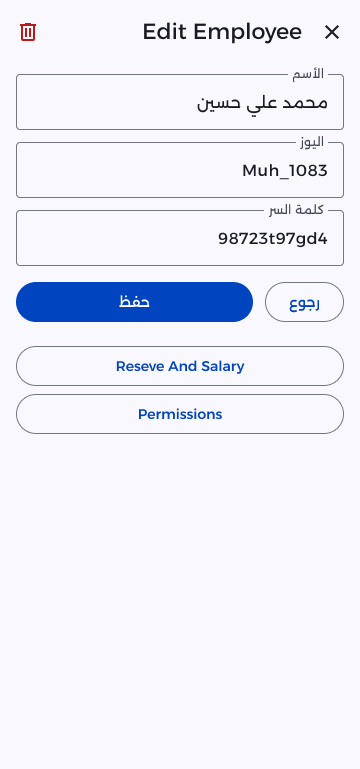 Edit Employee
الأسم
محمد علي حسين
اليوز
Muh_1083
كلمة السر
98723t97gd4
رجوع
حفظ
Reseve And Salary
Permissions